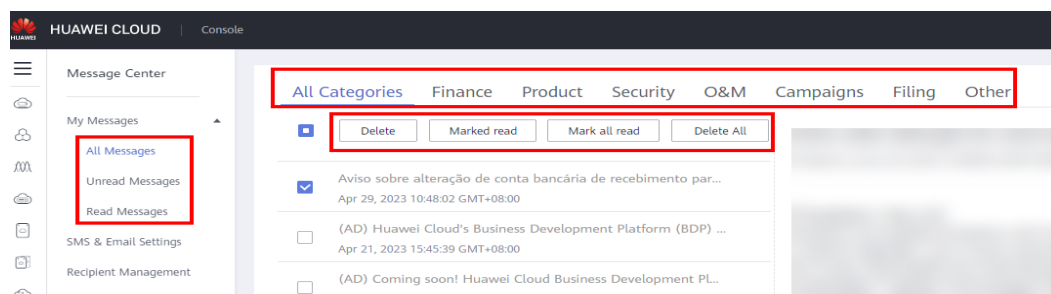 HUAWEI
HUAWEI CLOUD | Console
Message Center
My Messages
All Messages
Unread Messages
Read Messages
SMS & Email Settings
Recipient Management
All Categories Finance Product Security O&M Campaigns Filing Other
Delete Marked read Mark all read Delete All
Aviso sobre alteração de conta bancária de recebimento par...
Apr 29, 2023 10:48:02 GMT+08:00
(AD) Huawei Cloud's Business Development Platform (BDP) ...
Apr 21, 2023 15:45:39 GMT+08:00
(AD) Coming soon! Huawei Cloud Business Development Pl...